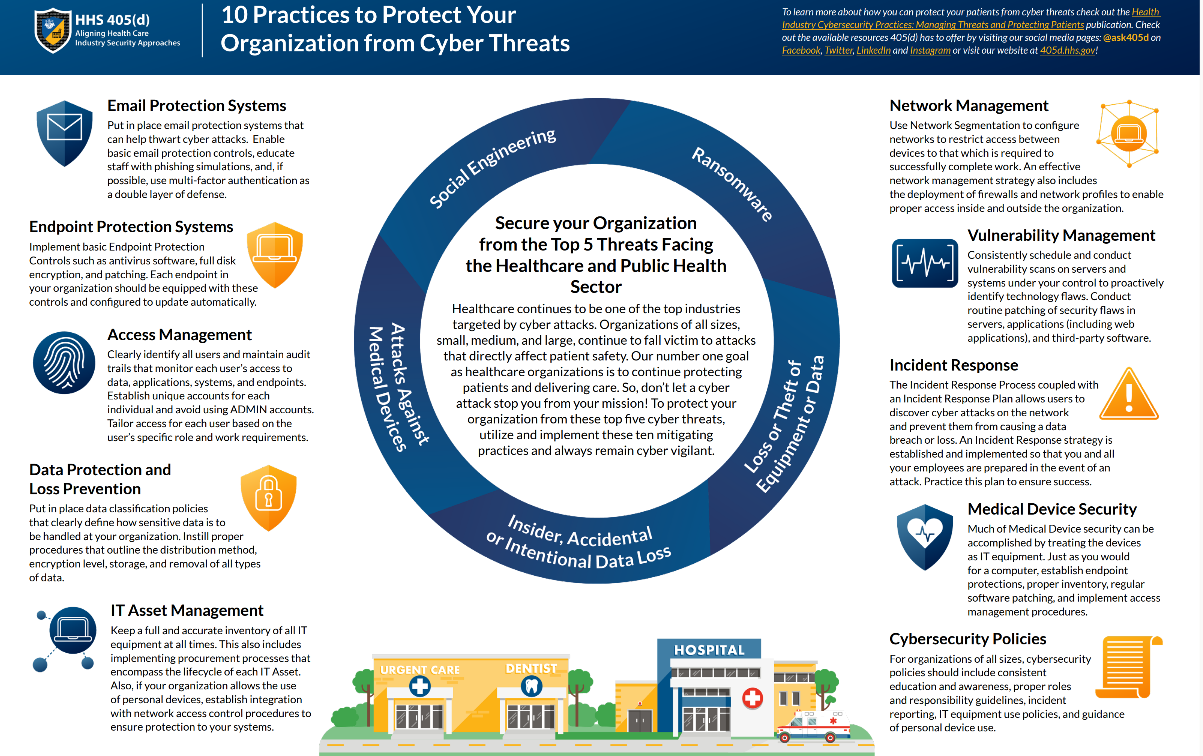 HHS 405(d)
Aligning Health Care
Industry Security Approaches
10 Practices to Protect Your
Organization from Cyber Threats
To learn more about how you can protect your patients from cyber threats check out the Health
Industry Cybersecurity Practices: Managing Threats and Protecting Patients publication. Check
out the available resources 405(d) has to offer by visiting our social media pages: @ask405d on
Facebook, Twitter, LinkedIn and Instagram or visit our website at 405d.hhs.gov!
Email Protection Systems
Put in place email protection systems that
can help thwart cyber attacks. Enable
basic email protection controls, educate
staff with phishing simulations, and, if
possible, use multi-factor authentication as
a double layer of defense.
Endpoint Protection Systems
Implement basic Endpoint Protection
Controls such as antivirus software, full disk
encryption, and patching. Each endpoint in
your organization should be equipped with these
controls and configured to update automatically.
Access Management
Clearly identify all users and maintain audit
trails that monitor each user's access to
data, applications, systems, and endpoints.
Establish unique accounts for each
individual and avoid using ADMIN accounts.
Tailor access for each user based on the
user's specific role and work requirements.
Data Protection and
Loss Prevention
Put in place data classification policies
that clearly define how sensitive data is to
be handled at your organization. Instill proper
procedures that outline the distribution method,
encryption level, storage, and removal of all types
of data.
IT Asset Management
Keep a full and accurate inventory of all IT
equipment at all times. This also includes
implementing procurement processes that
encompass the lifecycle of each IT Asset.
Also, if your organization allows the use
of personal devices, establish integration
with network access control procedures to
ensure protection to your systems.
Social Engineering
Ransomware
Loss or Theft of
Equipment or Data
Insider, Accidental
or Intentional Data Loss
Attacks Against
Medical Devices
Secure your Organization
from the Top 5 Threats Facing
the Healthcare and Public Health
Sector
Healthcare continues to be one of the top industries
targeted by cyber attacks. Organizations of all sizes,
small, medium, and large, continue to fall victim to attacks
that directly affect patient safety. Our number one goal
as healthcare organizations is to continue protecting
patients and delivering care. So, don't let a cyber
attack stop you from your mission! To protect your
organization from these top five cyber threats,
utilize and implement these ten mitigating
practices and always remain cyber vigilant.
URGENT CARE
DENTIST
HOSPITAL
Network Management
Use Network Segmentation to configure
networks to restrict access between
devices to that which is required to
successfully complete work. An effective
network management strategy also includes
the deployment of firewalls and network profiles to enable
proper access inside and outside the organization.
Vulnerability Management
Consistently schedule and conduct
vulnerability scans on servers and
systems under your control to proactively
identify technology flaws. Conduct
routine patching of security flaws in
servers, applications (including web
applications), and third-party software.
Incident Response
The Incident Response Process coupled with
an Incident Response Plan allows users to
discover cyber attacks on the network
and prevent them from causing a data
breach or loss. An Incident Response strategy is
established and implemented so that you and all
your employees are prepared in the event of an
attack. Practice this plan to ensure success.
Medical Device Security
Much of Medical Device security can be
accomplished by treating the devices
as IT equipment. Just as you would
for a computer, establish endpoint
protections, proper inventory, regular
software patching, and implement access
management procedures.
Cybersecurity Policies
For organizations of all sizes, cybersecurity
policies should include consistent
education and awareness, proper roles
and responsibility guidelines, incident
reporting, IT equipment use policies, and guidance
of personal device use.